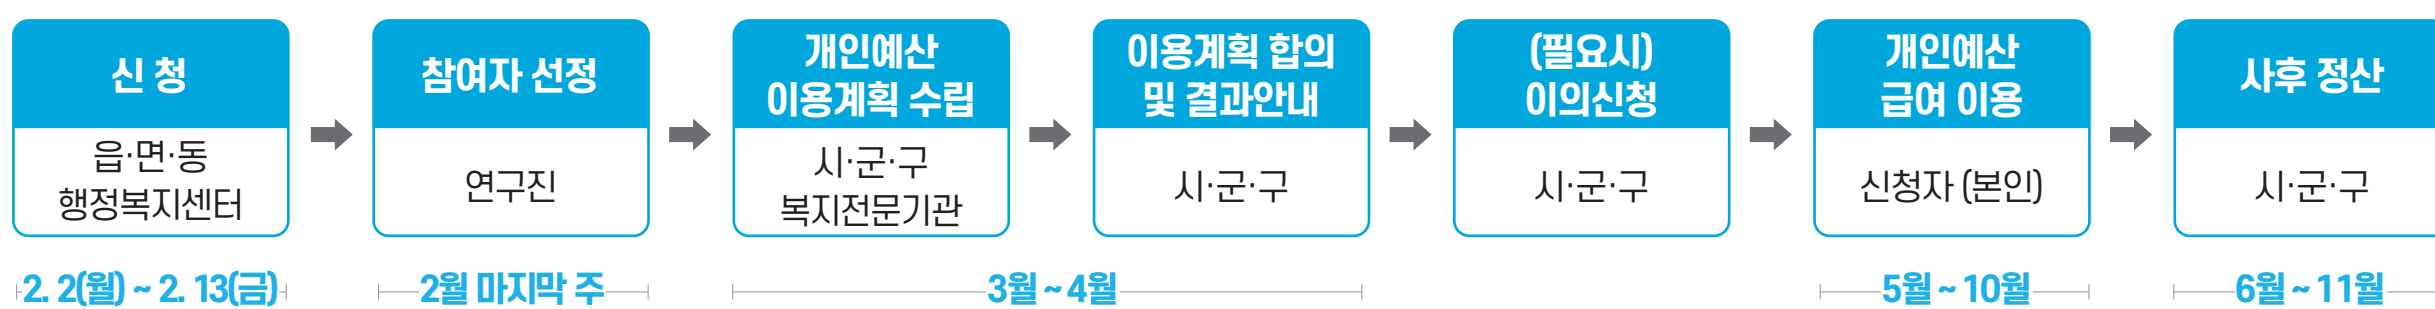 신 청
읍·면·동
행정복지센터
2. 2(월) ~ 2. 13(금)
참여자 선정
연구진
2월 마지막 주
개인예산
이용계획 수립
시·군·구
복지전문기관
이용계획 합의
및 결과안내
시·군·구
3월 ~ 4월
(필요시)
이의신청
시·군·구
개인예산
급여 이용
신청자 (본인)
5월 ~ 10월
사후 정산
시·군·구
6월 ~ 11월